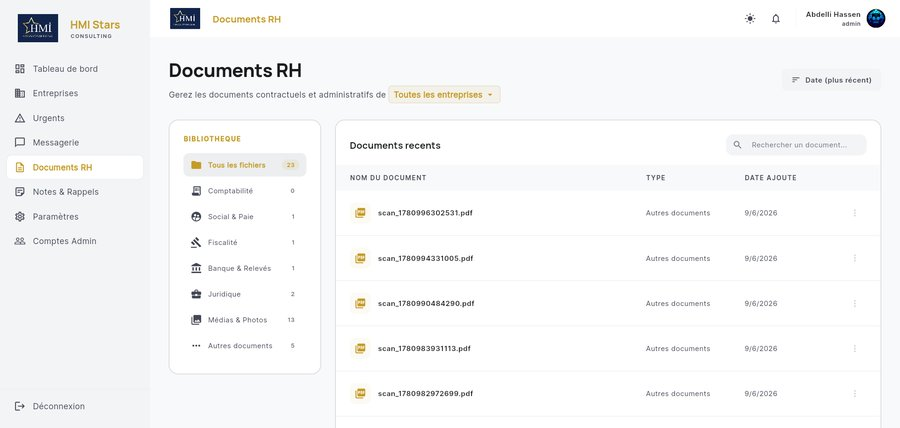 HMI Stars
CONSULTING
Tableau de bord
Entreprises
Urgents
Messagerie
Documents RH
Notes & Rappels
Paramètres
Comptes Admin
Déconnexion
HMI
Documents RH
Abdelli Hassen
admin
Documents RH
Gerez les documents contractuels et administratifs de Toutes les entreprises
Date (plus récent)
BIBLIOTHEQUE
Tous les fichiers 23
Comptabilité 0
Social & Paie 1
Fiscalité 1
Banque & Relevés 1
Juridique 2
Médias & Photos 13
Autres documents 5
Documents recents
Rechercher un document...
NOM DU DOCUMENT TYPE DATE AJOUTE
scan_1780996302531.pdf Autres documents 9/6/2026
scan_1780994331005.pdf Autres documents 9/6/2026
scan_1780990484290.pdf Autres documents 9/6/2026
scan_1780983931113.pdf Autres documents 9/6/2026
scan_1780982972699.pdf Autres documents 9/6/2026